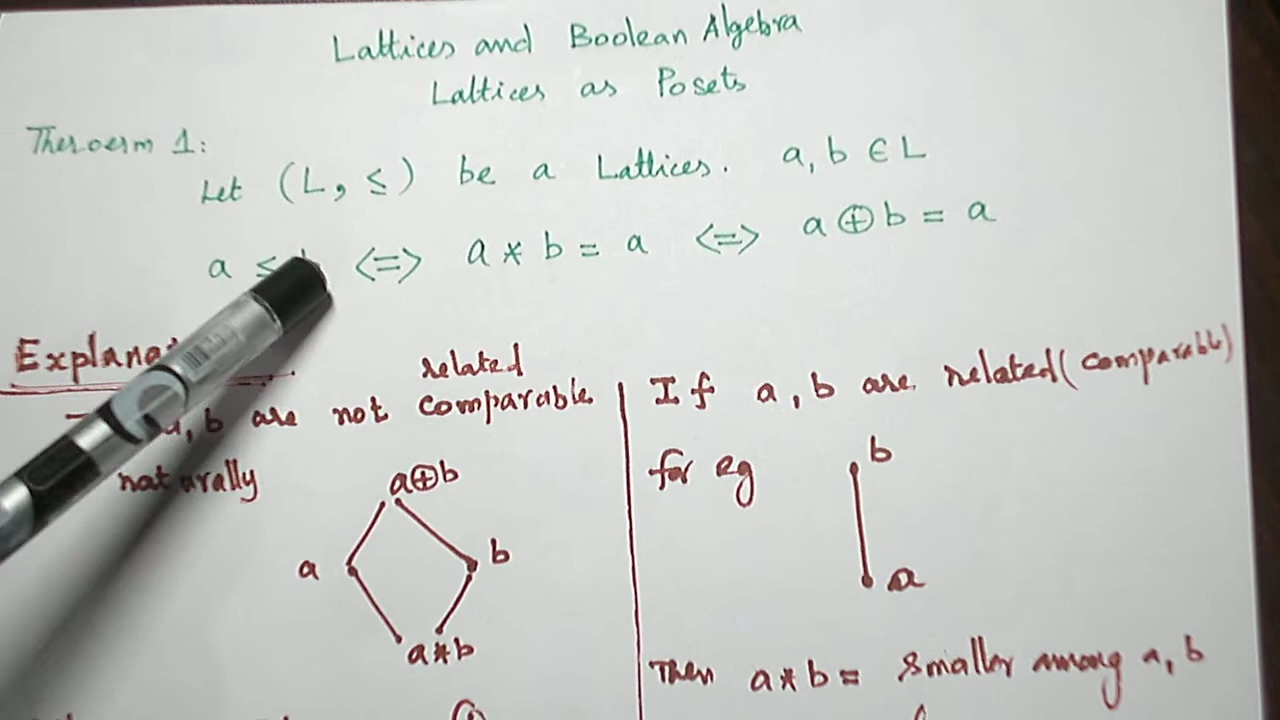 Lattices and Boolean Algebra
Lattices as Posets
Theroerm 1:
Let (L, ≤) be a Lattices. a, b ∈ L
a ≤ <=> a * b = a <=> a ⊕ b = a
related
a, b are not comparable
naturally
a⊕b
a b
a*b
If a, b are related (comparable)
for eg
b
a
Then a*b = smaller among a, b